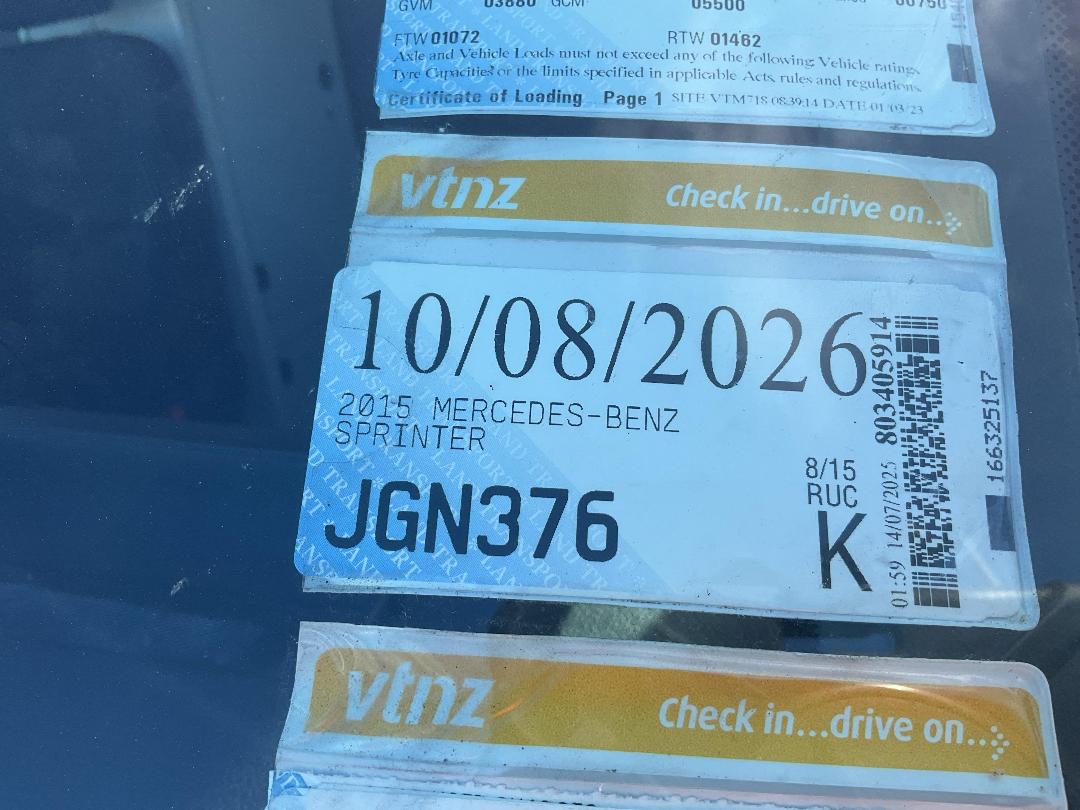 GVM 03880 GCM 05500
FTW 01072 RTW 01462
Axle and Vehicle Loads must not exceed any of the following: Vehicle ratings
Tyre Capacities or the limits specified in applicable Acts, rules and regulations
Certificate of Loading Page 1 SITE VTM718 08:39:14 DATE 01/03/23
vtnz Check in...drive on...
10/08/2026
2015 MERCEDES-BENZ
SPRINTER
JGN376
8/15
RUC
K
01:59 14/07/2025 803405914
166325137
vtnz Check in...drive on...